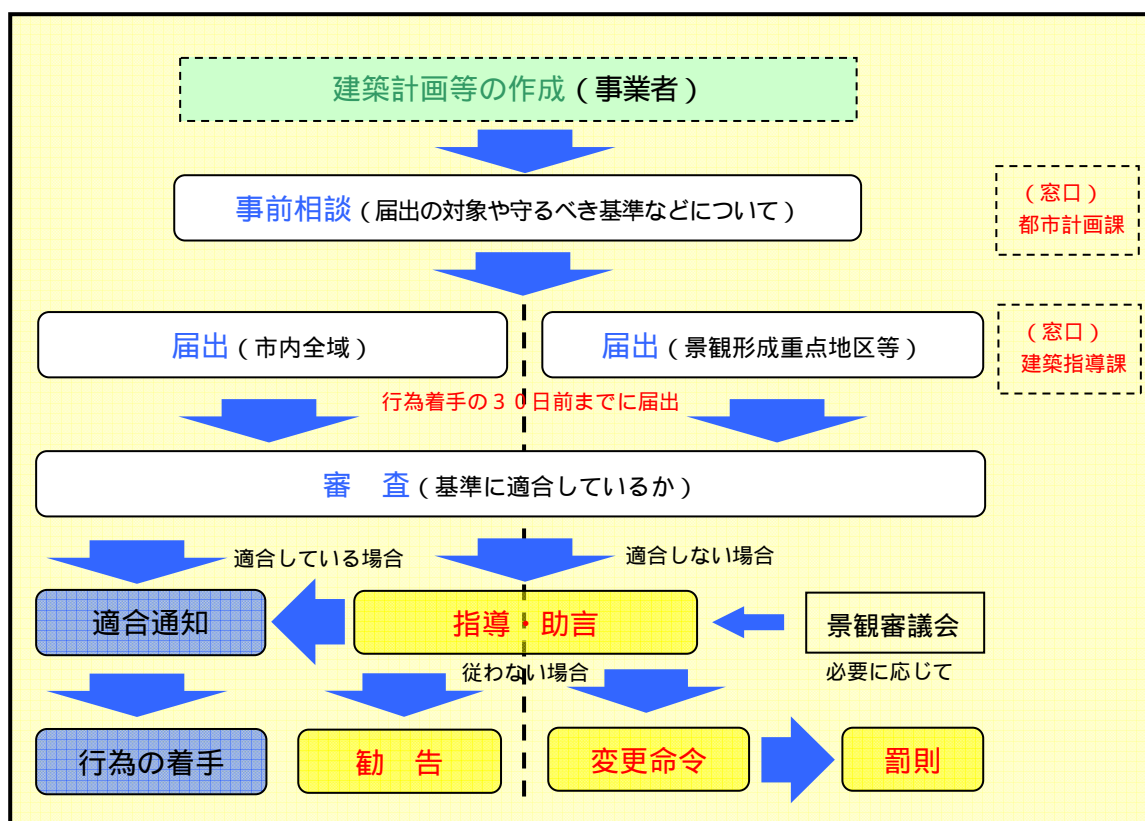 建築計画等の作成（事業者）
事前相談（届出の対象や守るべき基準などについて）
（窓口）
都市計画課
届出（市内全域）
届出（景観形成重点地区等）
（窓口）
建築指導課
行為着手の３０日前までに届出
審　査（基準に適合しているか）
適合している場合
適合しない場合
適合通知
指導・助言
景観審議会
従わない場合
必要に応じて
行為の着手
勧　告
変更命令
罰則